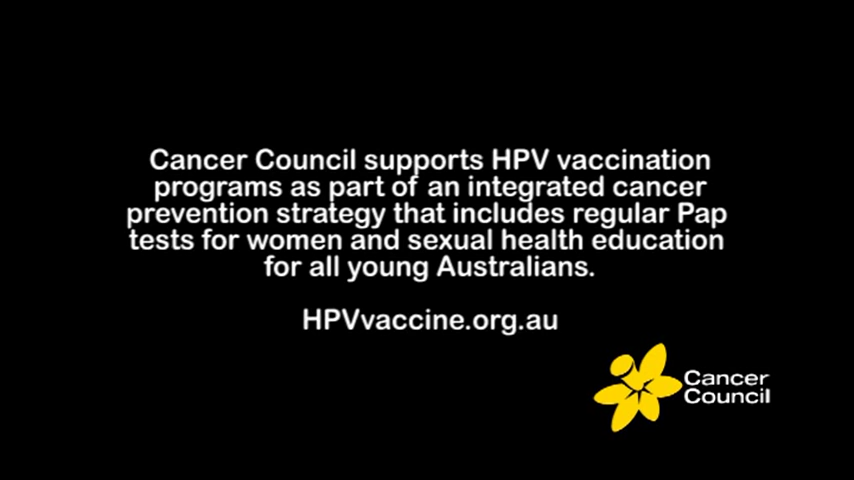 Cancer Council supports HPV vaccination
programs as part of an integrated cancer
prevention strategy that includes regular Pap
tests for women and sexual health education
for all young Australians.
HPVvaccine.org.au
Cancer
Council